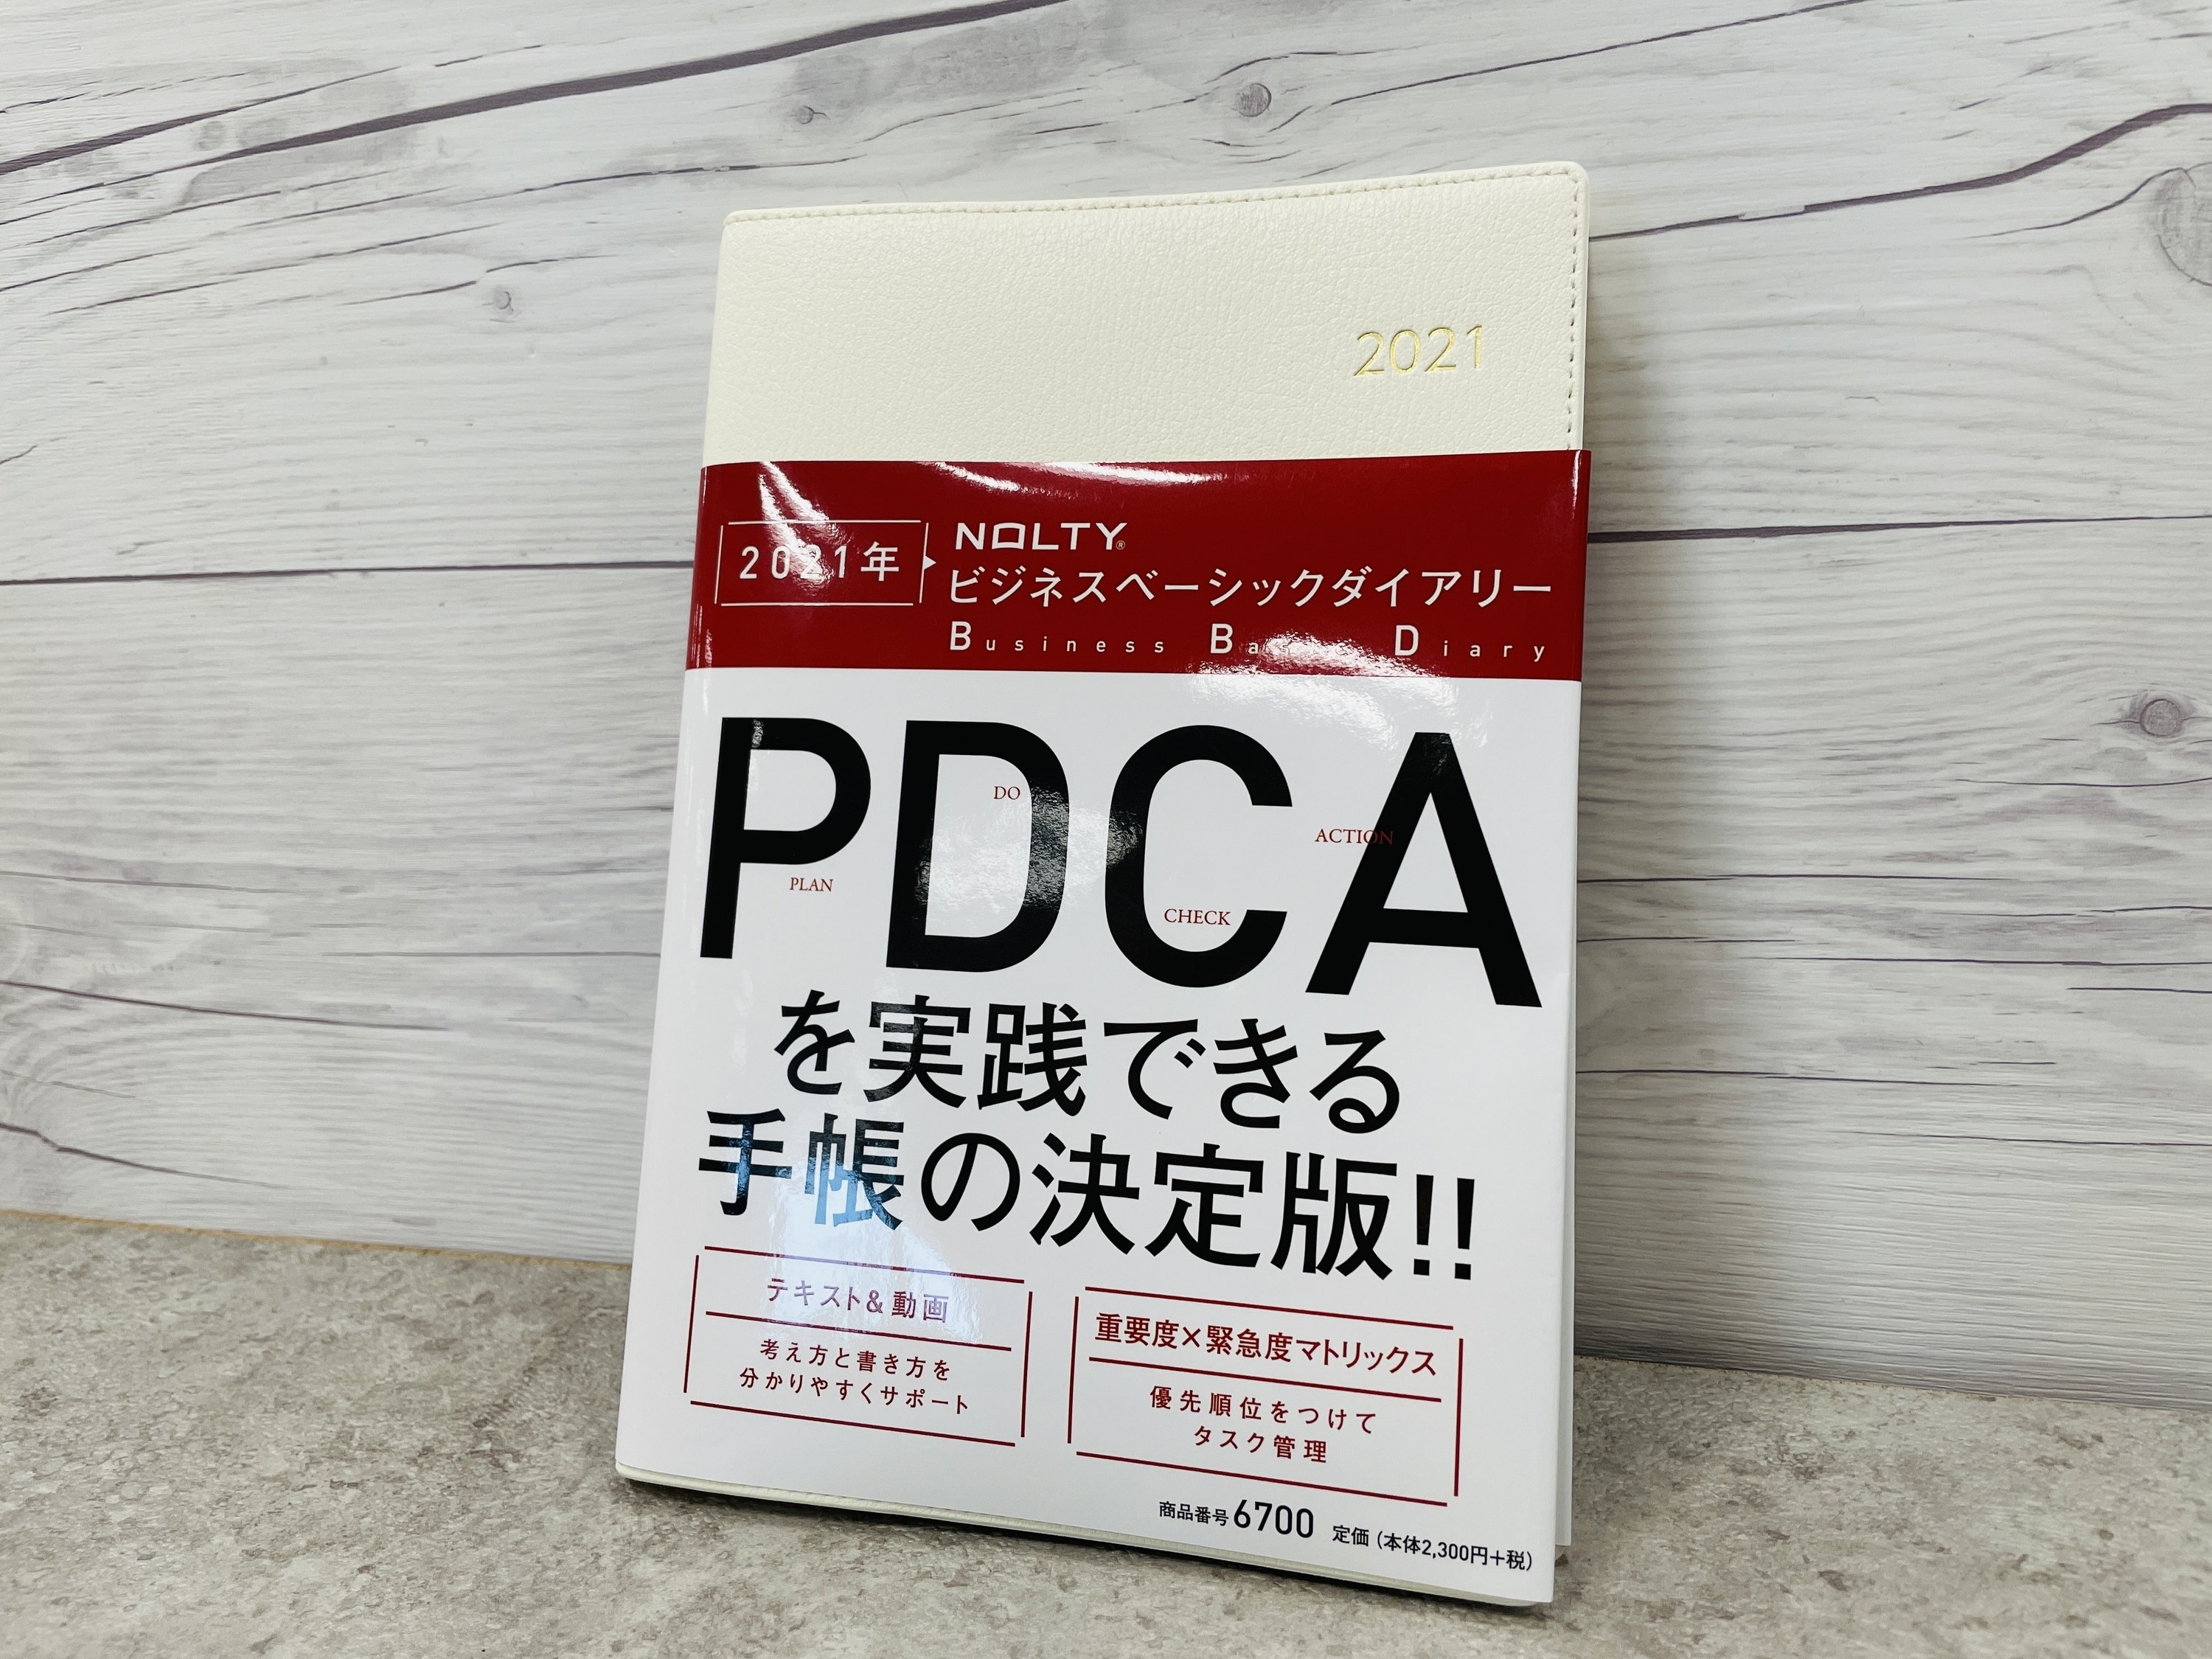 2021
2021年
NOLTY®
ビジネスベーシックダイアリー
Business Basic Diary
PDCA
PLAN
DO
CHECK
ACTION
を実践できる
手帳の決定版!!
テキスト&動画
考え方と書き方を
分かりやすくサポート
重要度×緊急度マトリックス
優先順位をつけて
タスク管理
商品番号6700 定価(本体2,300円+税)